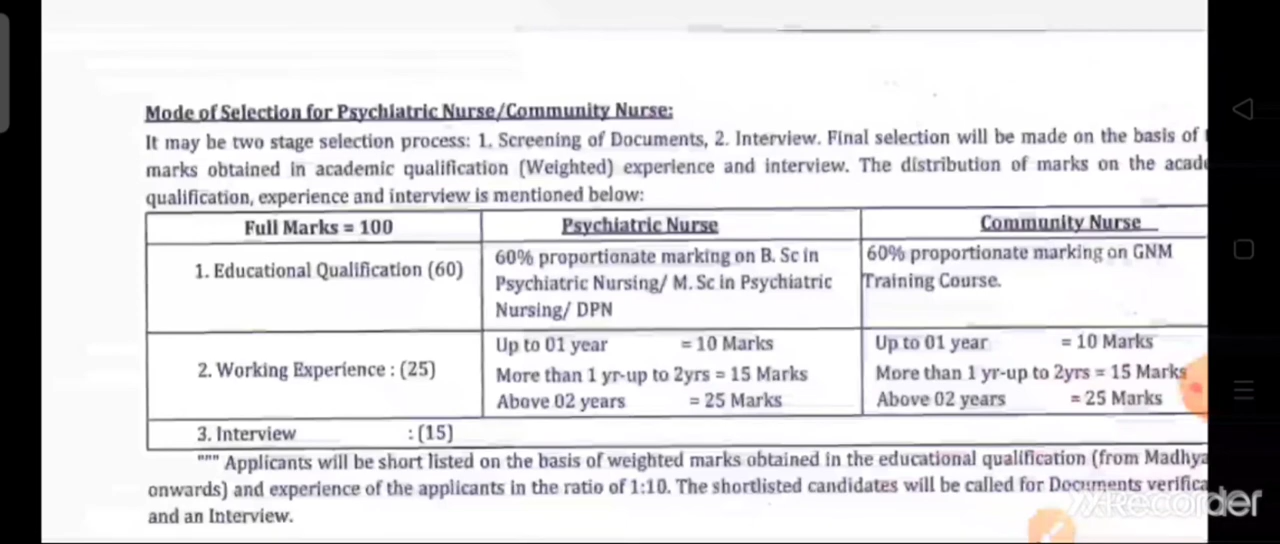 Mode of Selection for Psychiatric Nurse/Community Nurse:
It may be two stage selection process: 1. Screening of Documents, 2. Interview. Final selection will be made on the basis of
marks obtained in academic qualification (Weighted) experience and interview. The distribution of marks on the acad
qualification, experience and interview is mentioned below:
Full Marks = 100 Psychiatric Nurse Community Nurse
1. Educational Qualification (60) 60% proportionate marking on B. Sc in Psychiatric Nursing/ M. Sc in Psychiatric Nursing/ DPN 60% proportionate marking on GNM Training Course.
2. Working Experience : (25) Up to 01 year = 10 Marks Up to 01 year = 10 Marks
More than 1 yr-up to 2yrs = 15 Marks More than 1 yr-up to 2yrs = 15 Marks
Above 02 years = 25 Marks Above 02 years = 25 Marks
3. Interview : (15)
""" Applicants will be short listed on the basis of weighted marks obtained in the educational qualification (from Madhya
onwards) and experience of the applicants in the ratio of 1:10. The shortlisted candidates will be called for Documents verifica
and an Interview.
XRecorder